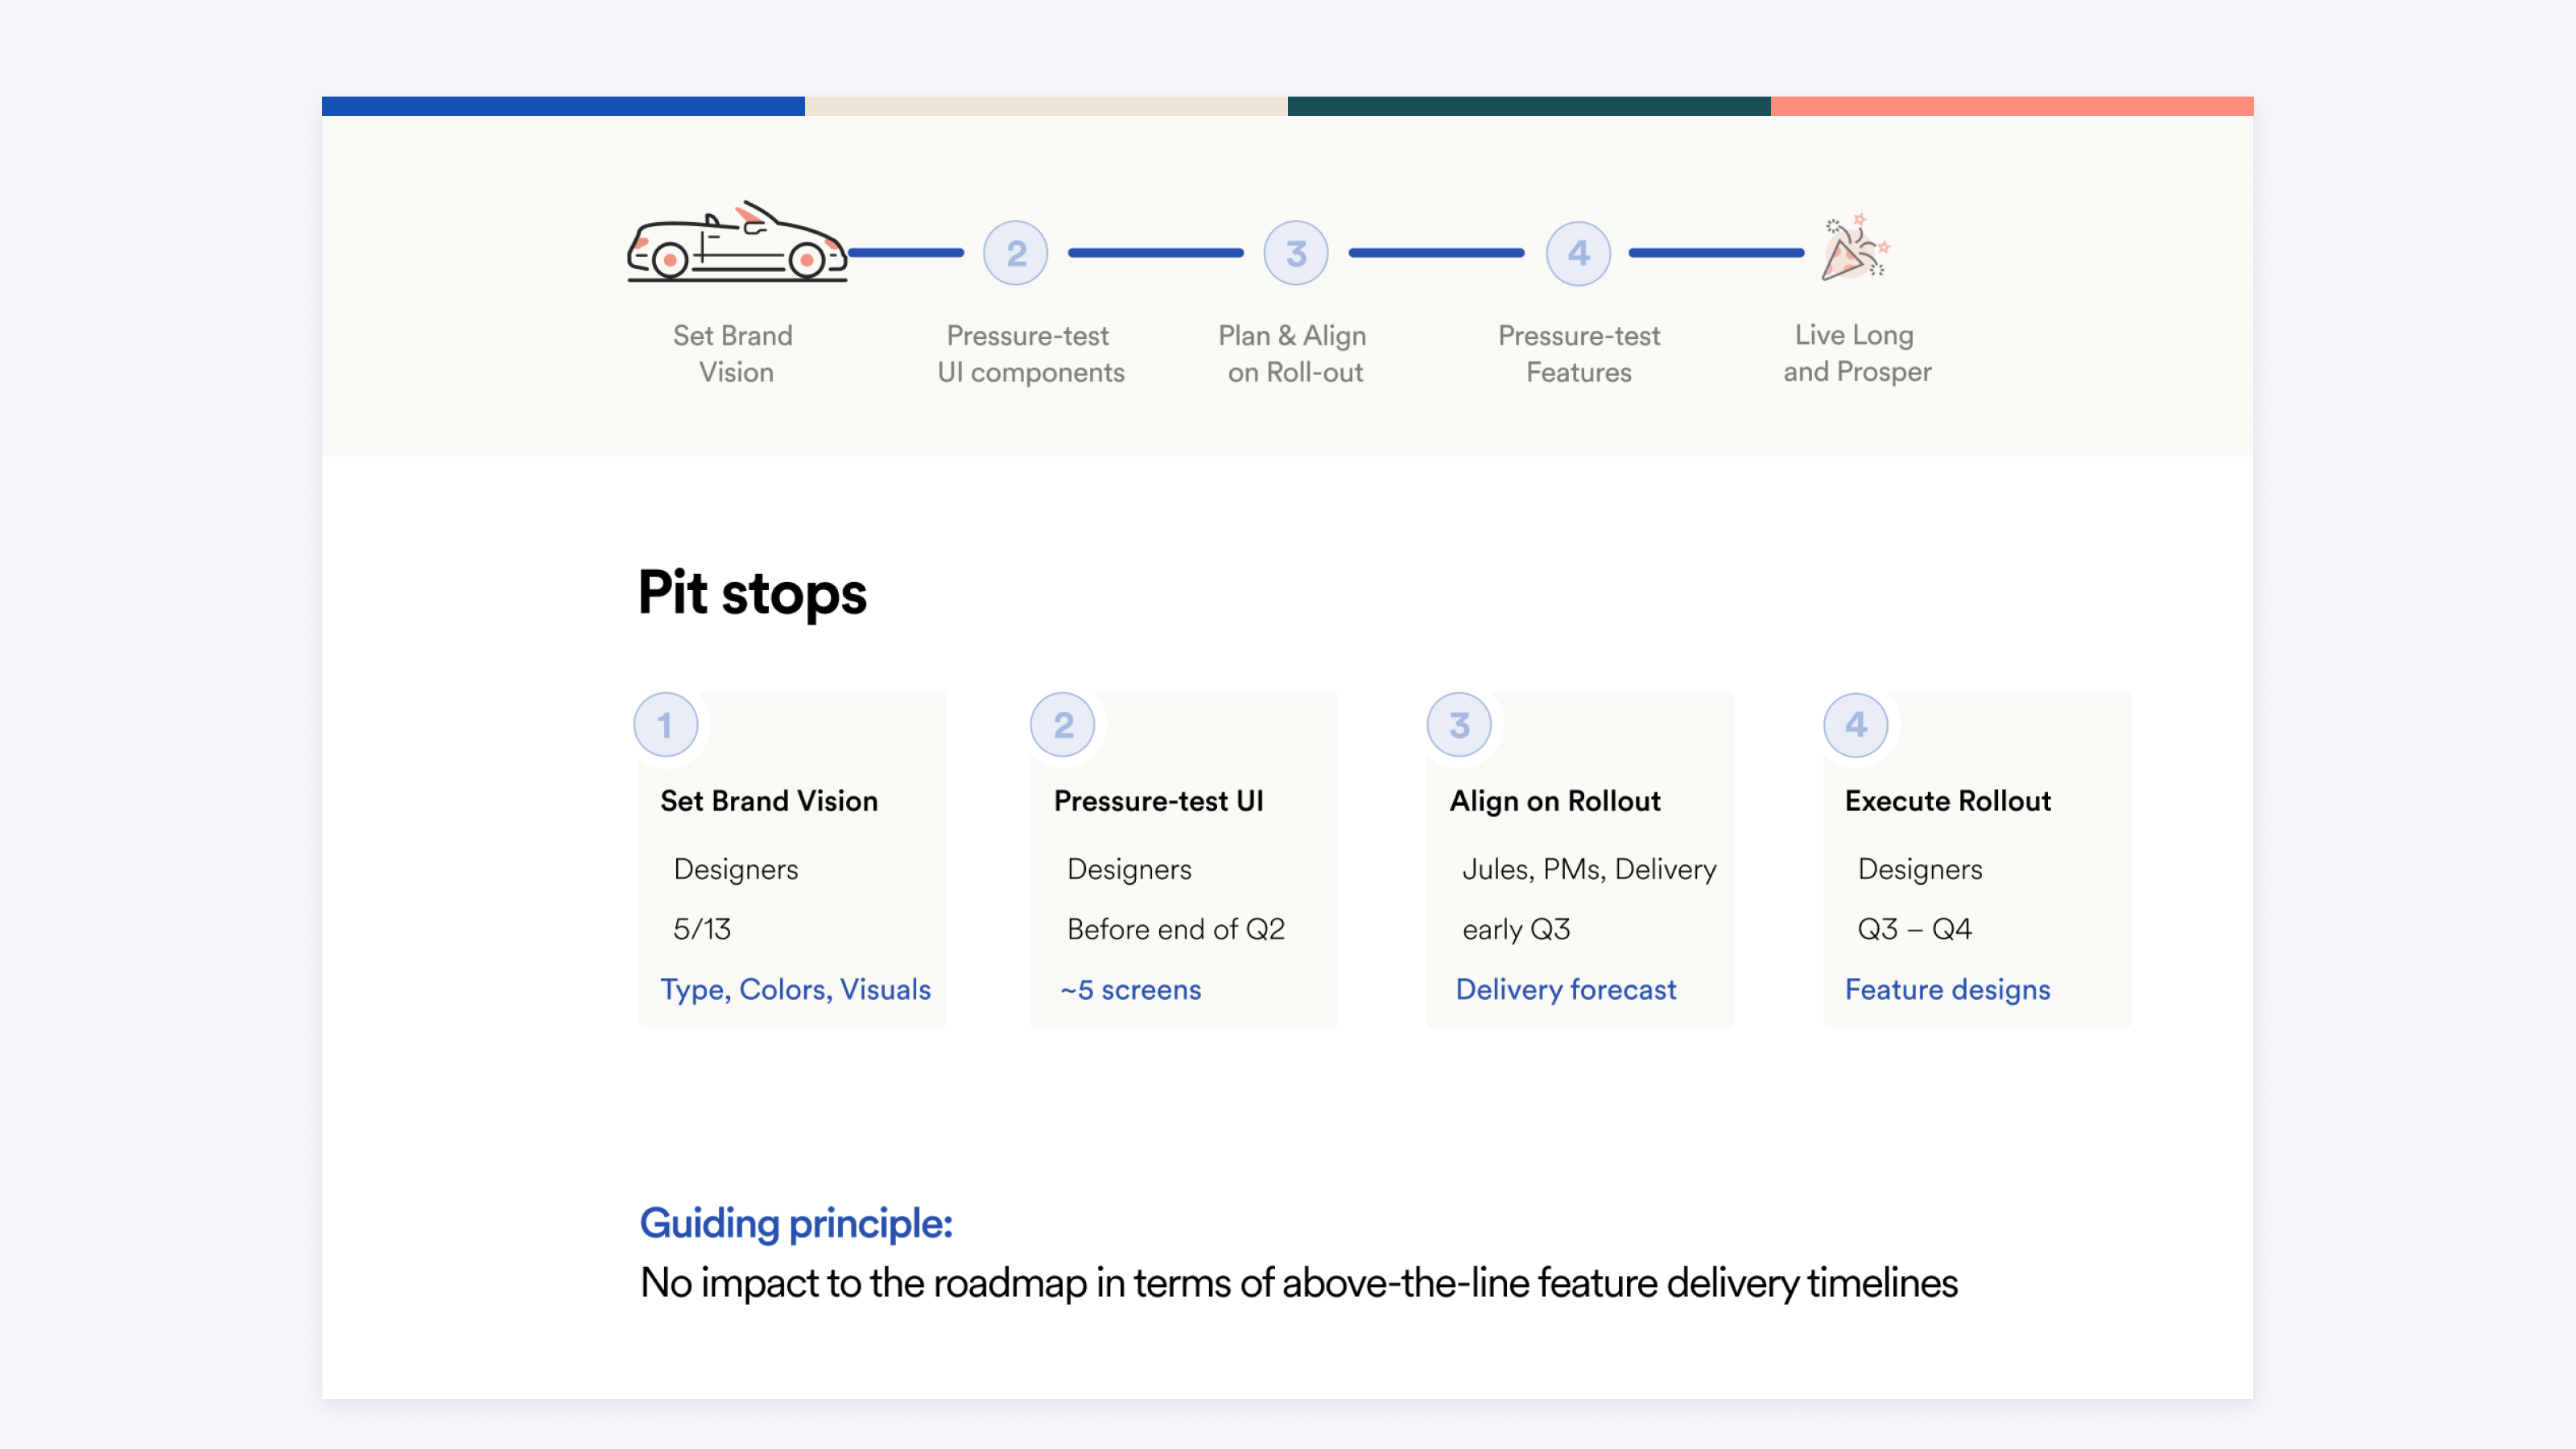 2
3
4
Set Brand
Vision
Pressure-test
UI components
Plan & Align
on Roll-out
Pressure-test
Features
Live Long
and Prosper
Pit stops
1
Set Brand Vision
Designers
5/13
Type, Colors, Visuals
2
Pressure-test UI
Designers
Before end of Q2
~5 screens
3
Align on Rollout
Jules, PMs, Delivery
early Q3
Delivery forecast
4
Execute Rollout
Designers
Q3 – Q4
Feature designs
Guiding principle:
No impact to the roadmap in terms of above-the-line feature delivery timelines